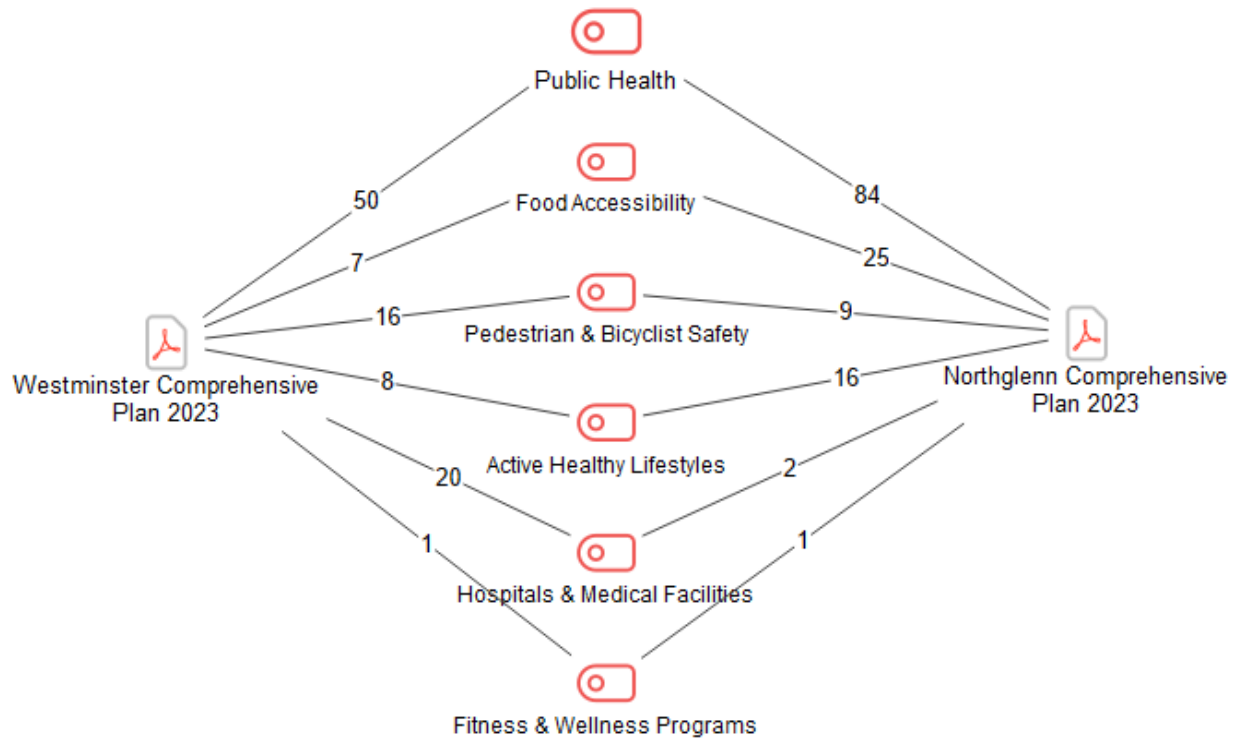 Public Health
50
84
Food Accessibility
7
25
16
9
Pedestrian & Bicyclist Safety
Westminster Comprehensive
Plan 2023
Northglenn Comprehensive
Plan 2023
8
16
Active Healthy Lifestyles
20
2
1
1
Hospitals & Medical Facilities
Fitness & Wellness Programs